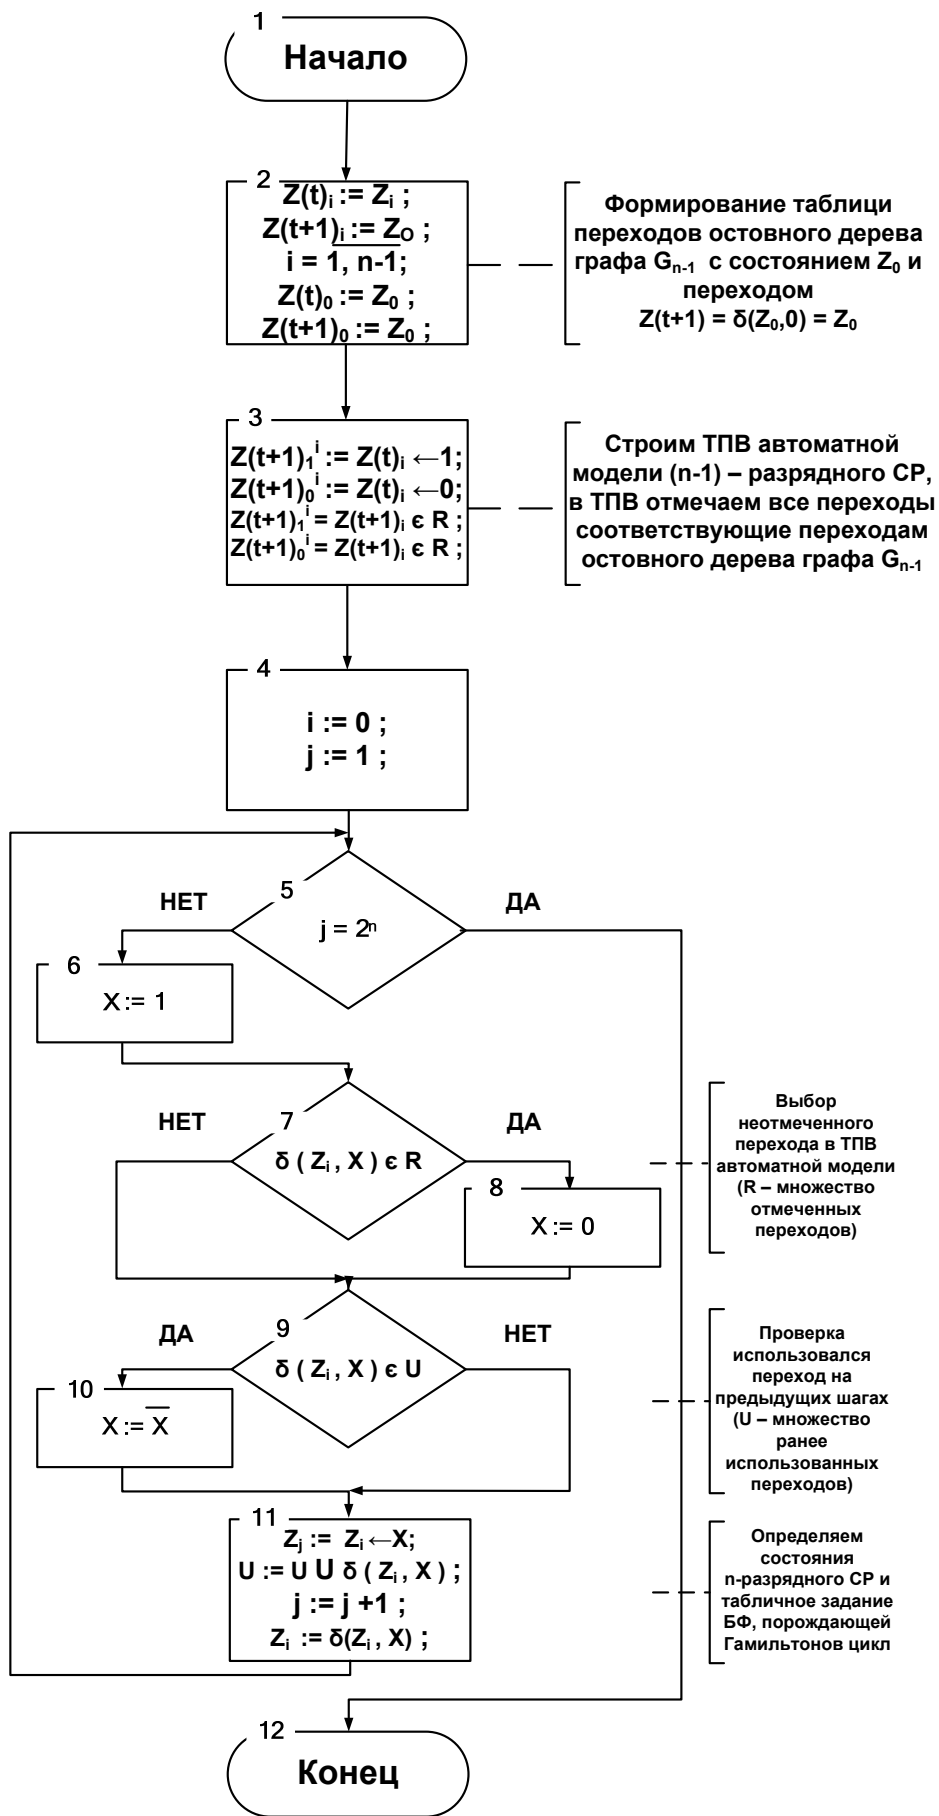 1
Начало
2
Z(t)i := Zi ;
Z(t+1)i := ZO ;
i = 1, n-1;
Z(t)0 := Z0 ;
Z(t+1)0 := Z0 ;
Формирование таблици
переходов остовного дерева
графа Gn-1 с состоянием Z0 и
переходом
Z(t+1) = δ(Z0,0) = Z0
3
Z(t+1)1i := Z(t)i ←1;
Z(t+1)0i := Z(t)i ←0;
Z(t+1)1i = Z(t+1)i є R ;
Z(t+1)0i = Z(t+1)i є R ;
Строим ТПВ автоматной
модели (n-1) – разрядного СР,
в ТПВ отмечаем все переходы
соответствующие переходам
остовного дерева графа Gn-1
4
i := 0 ;
j := 1 ;
5
НЕТ
ДА
j = 2n
6
X := 1
7
НЕТ
ДА
δ ( Zi , X ) є R
8
X := 0
Выбор
неотмеченного
перехода в ТПВ
автоматной модели
(R – множество
отмеченных
переходов)
9
ДА
НЕТ
δ ( Zi , X ) є U
10
X := X
Проверка
использовался
переход на
предыдущих шагах
(U – множество
ранее
использованных
переходов)
11
Zj := Zi ←X;
U := U U δ ( Zi , X ) ;
j := j +1 ;
Zi := δ(Zi , X) ;
Определяем
состояния
n-разрядного СР и
табличное задание
БФ, порождающей
Гамильтонов цикл
12
Конец